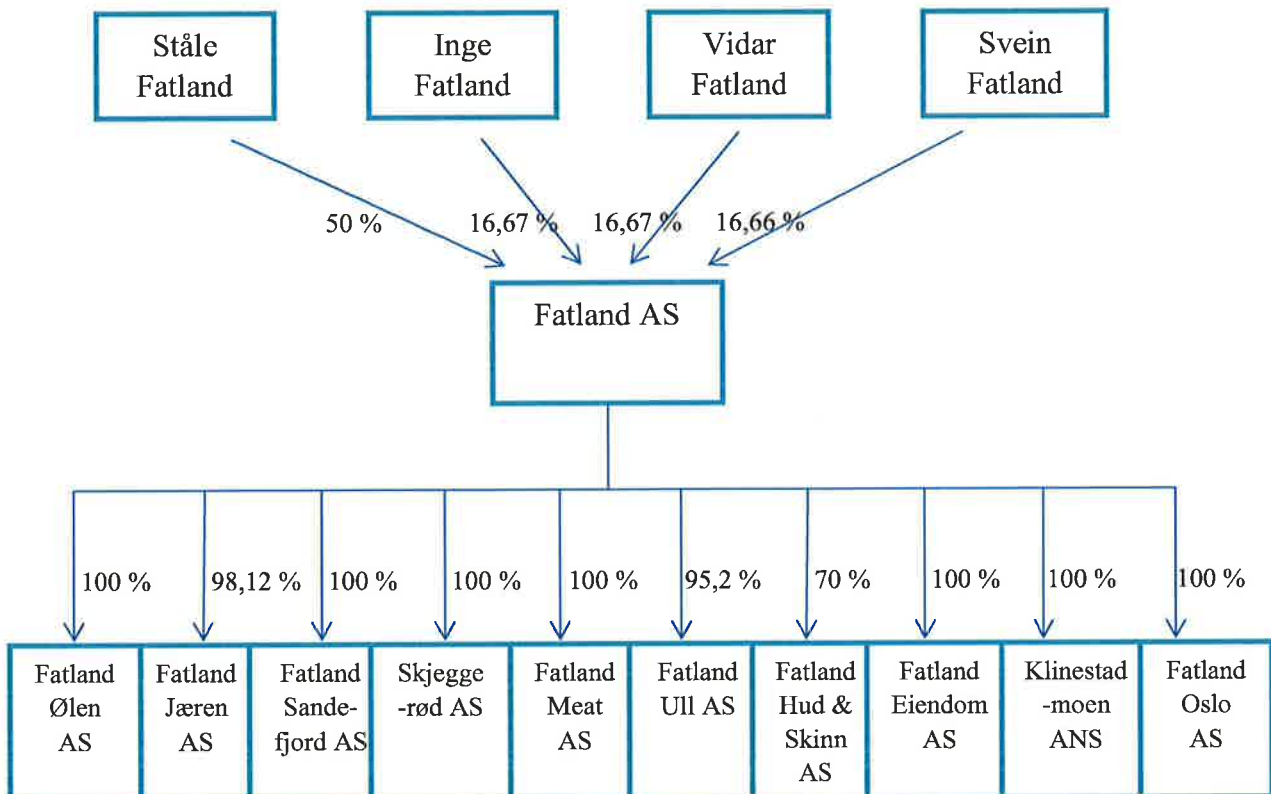 Ståle
Fatland
Inge
Fatland
Vidar
Fatland
Svein
Fatland
50 %
16,67 %
16,67 %
16,66 %
Fatland AS
100 %
98,12 %
100 %
100 %
100 %
95,2 %
70 %
100 %
100 %
100 %
Fatland
Ølen
AS
Fatland
Jæren
AS
Fatland
Sande-
fjord AS
Skjegge
-rød AS
Fatland
Meat
AS
Fatland
Ull AS
Fatland
Hud &
Skinn
AS
Fatland
Eiendom
AS
Klinestad
-moen
ANS
Fatland
Oslo
AS